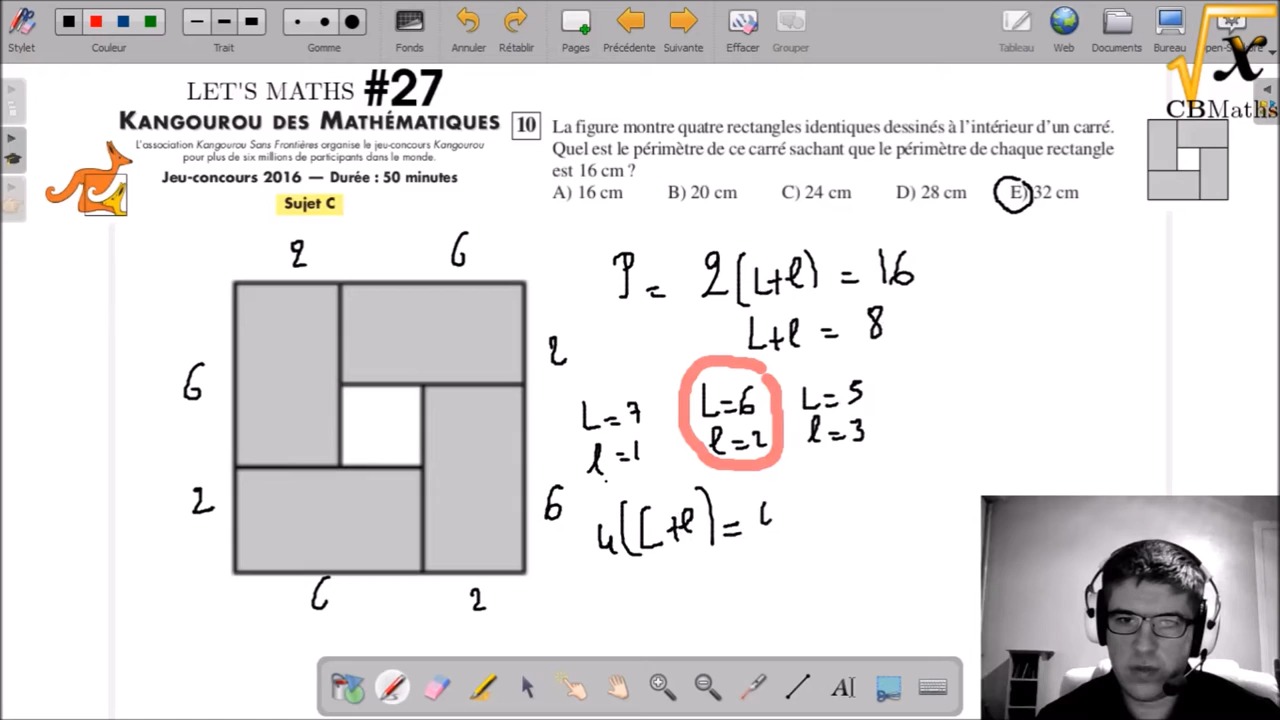 Stylet
Couleur
Trait
Gomme
Fonds
Annuler
Rétablir
Pages
Précédente
Suivante
Effacer
Grouper
Tableau
Web
Documents
Bureau
CBMaths
LET'S MATHS #27
KANGOUROU DES MATHÉMATIQUES
L'association Kangourou Sans Frontières organise le jeu-concours Kangourou
pour plus de six millions de participants dans le monde.
Jeu-concours 2016 — Durée : 50 minutes
Sujet C
10 La figure montre quatre rectangles identiques dessinés à l'intérieur d'un carré.
Quel est le périmètre de ce carré sachant que le périmètre de chaque rectangle
est 16 cm ?
A) 16 cm B) 20 cm C) 24 cm D) 28 cm E) 32 cm
2 6
6 2
2 6
6 2
P = 2(L+l) = 16
L+l = 8
L=7 L=6 L=5
l=1 l=2 l=3
4(L+l) =
AI